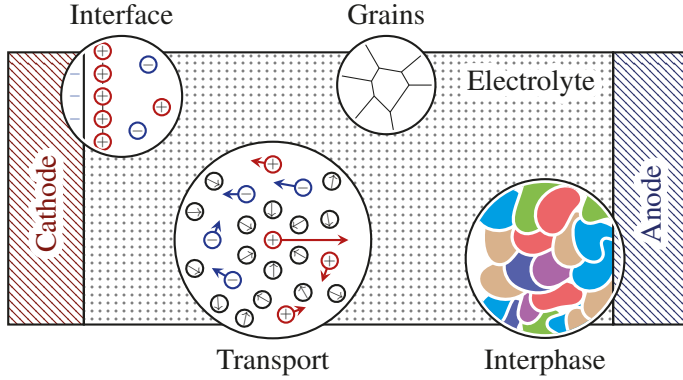 Interface
Grains
Electrolyte
Cathode
Anode
Transport
Interphase